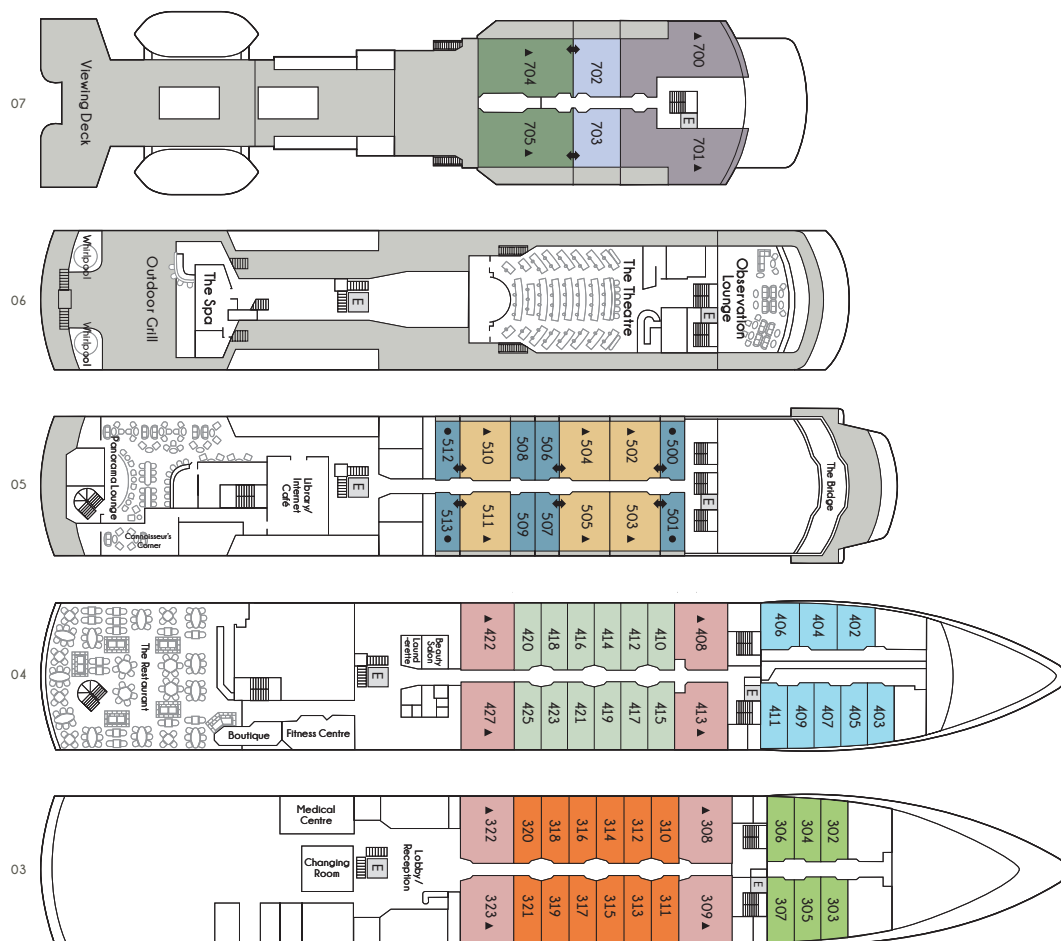 07
Viewing Deck
704
702
700
705
703
701
E
06
Whirlpool
Whirlpool
Outdoor Grill
The Spa
E
The Theatre
E
Observation
Lounge
05
Panorama Lounge
Connoisseur's
Corner
Library/
Internet
Café
E
512
510
508
506
504
502
500
513
511
509
507
505
503
501
E
The Bridge
04
The Restaurant
Boutique
Fitness Centre
E
Beauty
Salon
Laund
-erette
422
420
418
416
414
412
410
408
427
425
423
421
419
417
415
413
E
406
404
402
411
409
407
405
403
03
Medical
Centre
Changing
Room
E
Lobby/
Reception
322
320
318
316
314
312
310
308
323
321
319
317
315
313
311
309
E
306
304
302
307
305
303